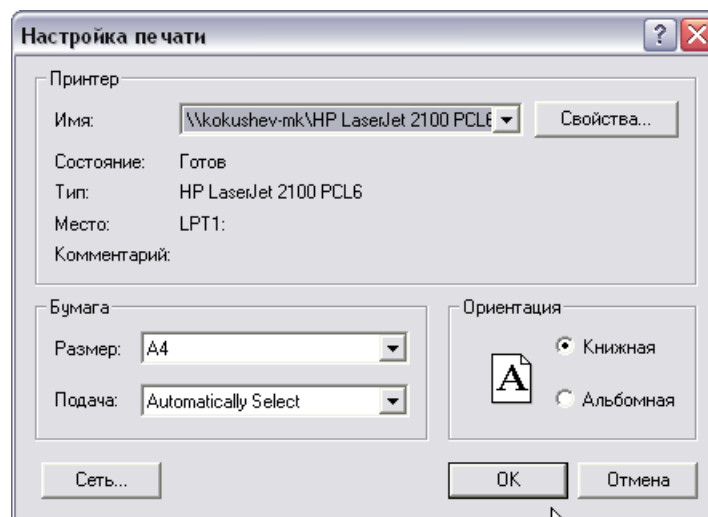 Настройка печати
Принтер
Имя: \\kokushev-mk\HP LaserJet 2100 PCL6 Свойства...
Состояние: Готов
Тип: HP LaserJet 2100 PCL6
Место: LPT1:
Комментарий:
Бумага
Размер: A4
Подача: Automatically Select
Ориентация
A
Книжная
Альбомная
Сеть... OK Отмена